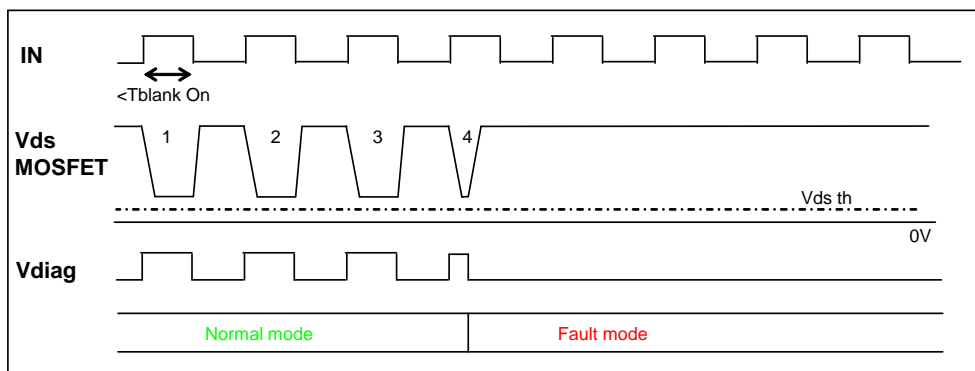 IN
<Tblank On
Vds
MOSFET
1
2
3
4
Vds th
0V
Vdiag
Normal mode
Fault mode